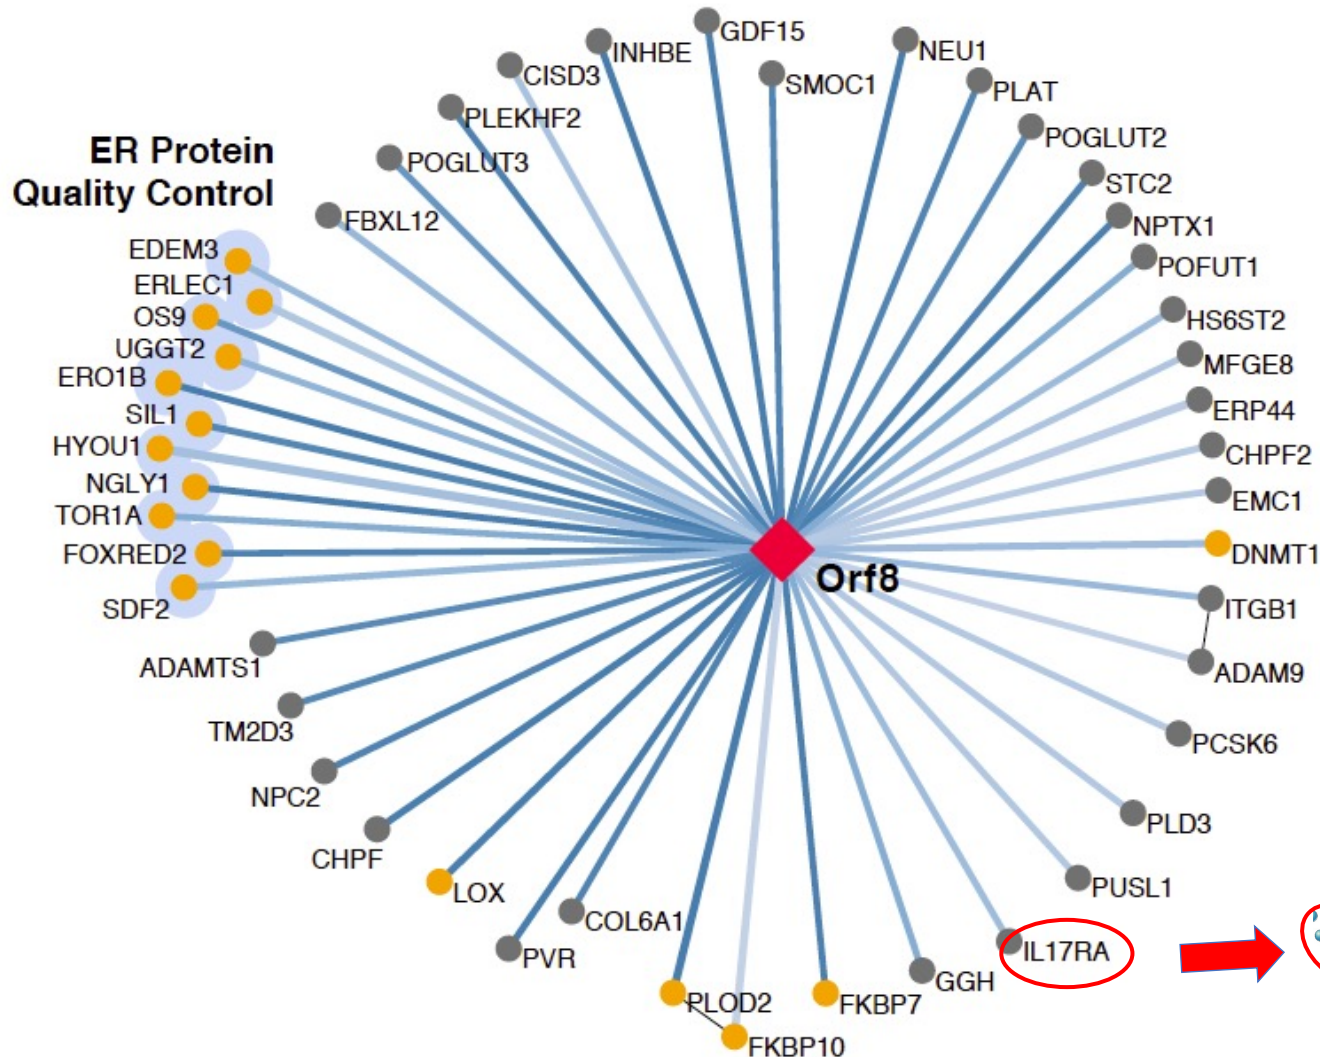 GDF15
INHBE
NEU1
CISD3
SMOC1
PLAT
PLEKHF2
POGLUT2
ER Protein
Quality Control
POGLUT3
STC2
FBXL12
NPTX1
EDEM3
POFUT1
ERLEC1
OS9
HS6ST2
UGGT2
MFGE8
ERO1B
SIL1
ERP44
HYOU1
CHPF2
NGLY1
EMC1
TOR1A
FOXRED2
DNMT1
Orf8
SDF2
ITGB1
ADAMTS1
ADAM9
TM2D3
PCSK6
NPC2
PLD3
CHPF
PUSL1
LOX
COL6A1
IL17RA
PVR
GGH
PLOD2
FKBP7
FKBP10